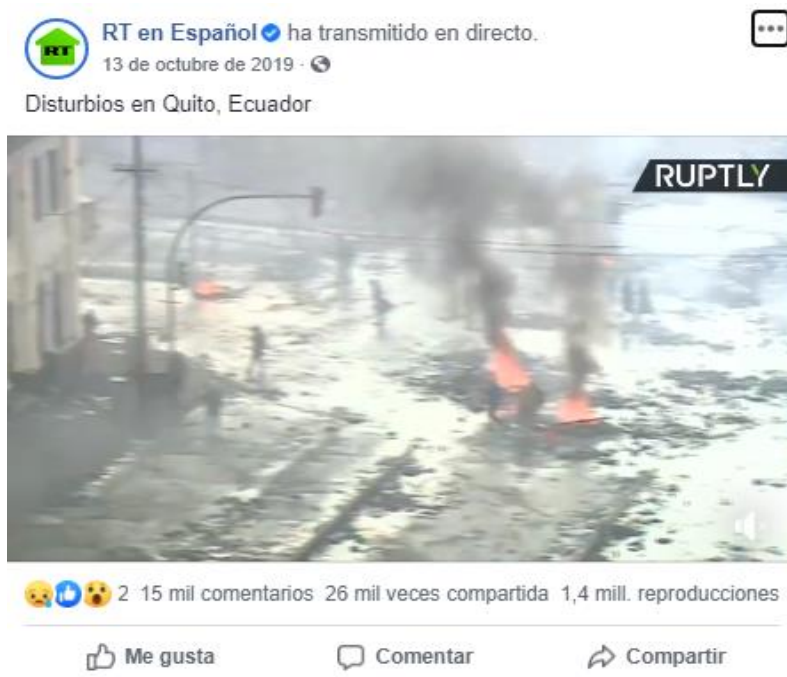 RT en Español ha transmitido en directo.
RT
13 de octubre de 2019 ·
Disturbios en Quito, Ecuador
RUPTLY
2 15 mil comentarios 26 mil veces compartida 1,4 mill. reproducciones
Me gusta Comentar Compartir